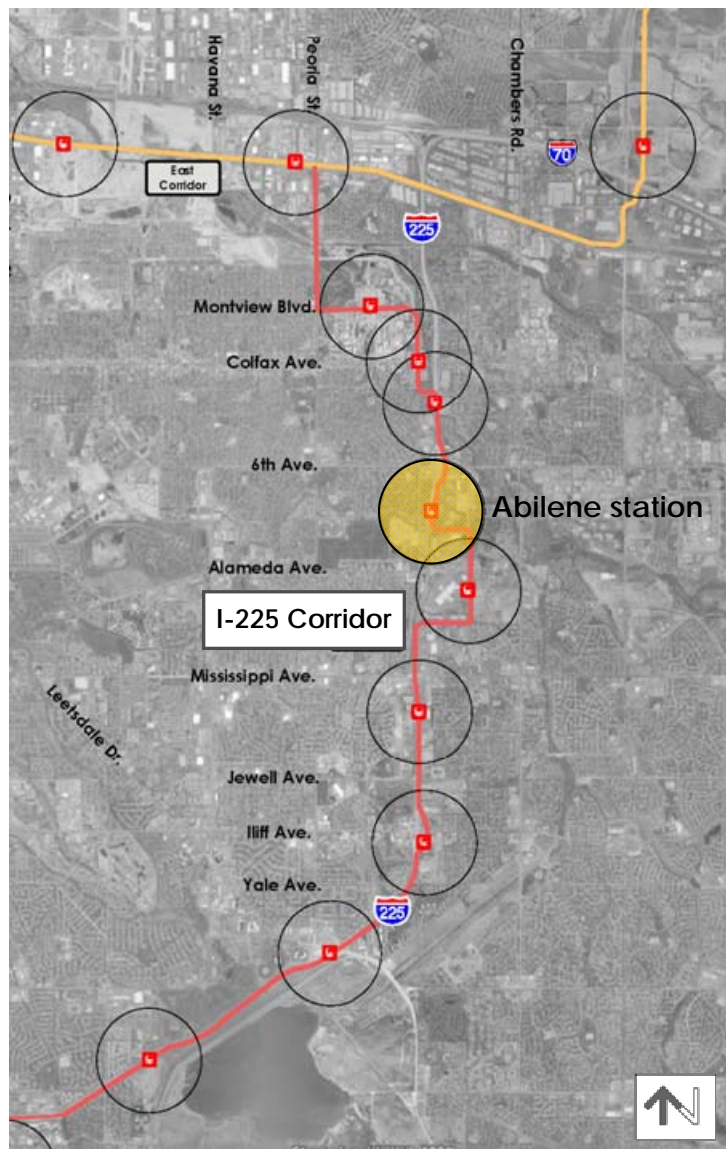 Havana St.
Peoria St.
Chambers Rd.
70
East
Corridor
225
Montview Blvd.
Colfax Ave.
6th Ave.
Abilene station
Alameda Ave.
I-225 Corridor
Mississippi Ave.
Leetsdale Dr.
Jewell Ave.
Iliff Ave.
Yale Ave.
225
N